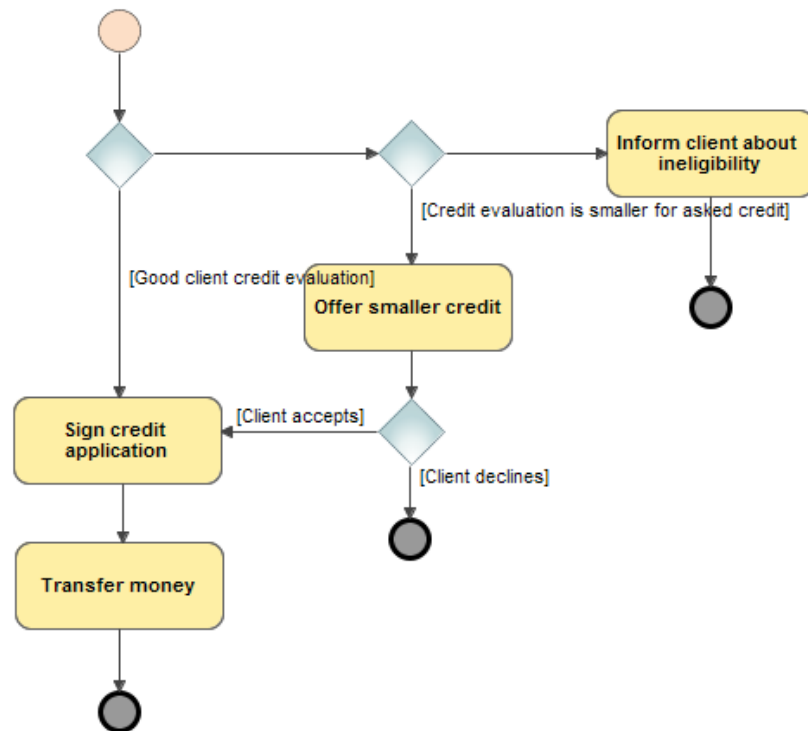 Inform client about
ineligibility
[Credit evaluation is smaller for asked credit]
[Good client credit evaluation]
Offer smaller credit
Sign credit
application
[Client accepts]
[Client declines]
Transfer money